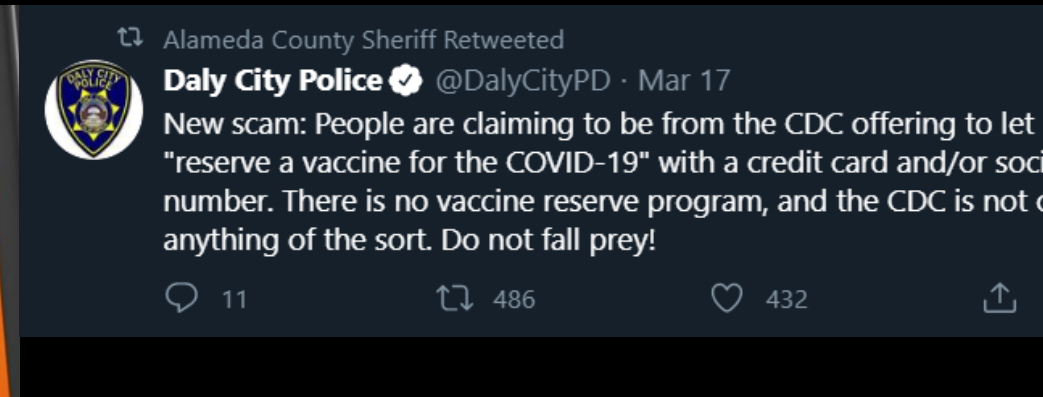 Alameda County Sheriff Retweeted
Daly City Police @DalyCityPD · Mar 17
New scam: People are claiming to be from the CDC offering to let
"reserve a vaccine for the COVID-19" with a credit card and/or
number. There is no vaccine reserve program, and the CDC is not
anything of the sort. Do not fall prey!
11 486 432
DALY CITY
POLICE